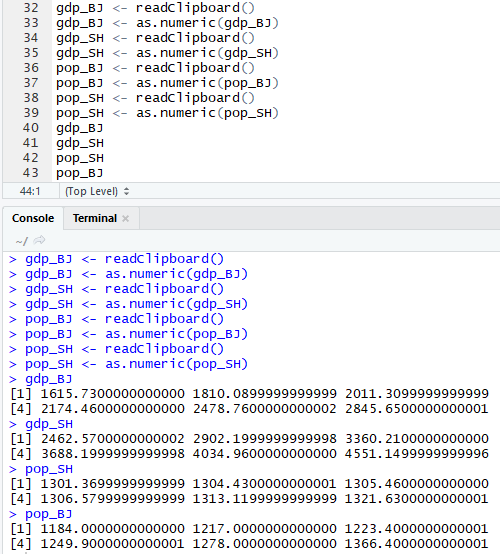 32 gdp_BJ <- readClipboard()
33 gdp_BJ <- as.numeric(gdp_BJ)
34 gdp_SH <- readClipboard()
35 gdp_SH <- as.numeric(gdp_SH)
36 pop_BJ <- readClipboard()
37 pop_BJ <- as.numeric(pop_BJ)
38 pop_SH <- readClipboard()
39 pop_SH <- as.numeric(pop_SH)
40 gdp_BJ
41 gdp_SH
42 pop_SH
43 pop_BJ
44:1 (Top Level)
Console Terminal
~/
> gdp_BJ <- readClipboard()
> gdp_BJ <- as.numeric(gdp_BJ)
> gdp_SH <- readClipboard()
> gdp_SH <- as.numeric(gdp_SH)
> pop_BJ <- readClipboard()
> pop_BJ <- as.numeric(pop_BJ)
> pop_SH <- readClipboard()
> pop_SH <- as.numeric(pop_SH)
> gdp_BJ
[1] 1615.7300000000000 1810.0899999999999 2011.3099999999999
[4] 2174.4600000000000 2478.7600000000002 2845.6500000000001
> gdp_SH
[1] 2462.5700000000002 2902.1999999999998 3360.2100000000000
[4] 3688.1999999999998 4034.9600000000000 4551.1499999999996
> pop_SH
[1] 1301.3699999999999 1304.4300000000001 1305.4600000000000
[4] 1306.5799999999999 1313.1199999999999 1321.6300000000001
> pop_BJ
[1] 1184.0000000000000 1217.0000000000000 1223.4000000000001
[4] 1249.9000000000001 1278.0000000000000 1366.4000000000001